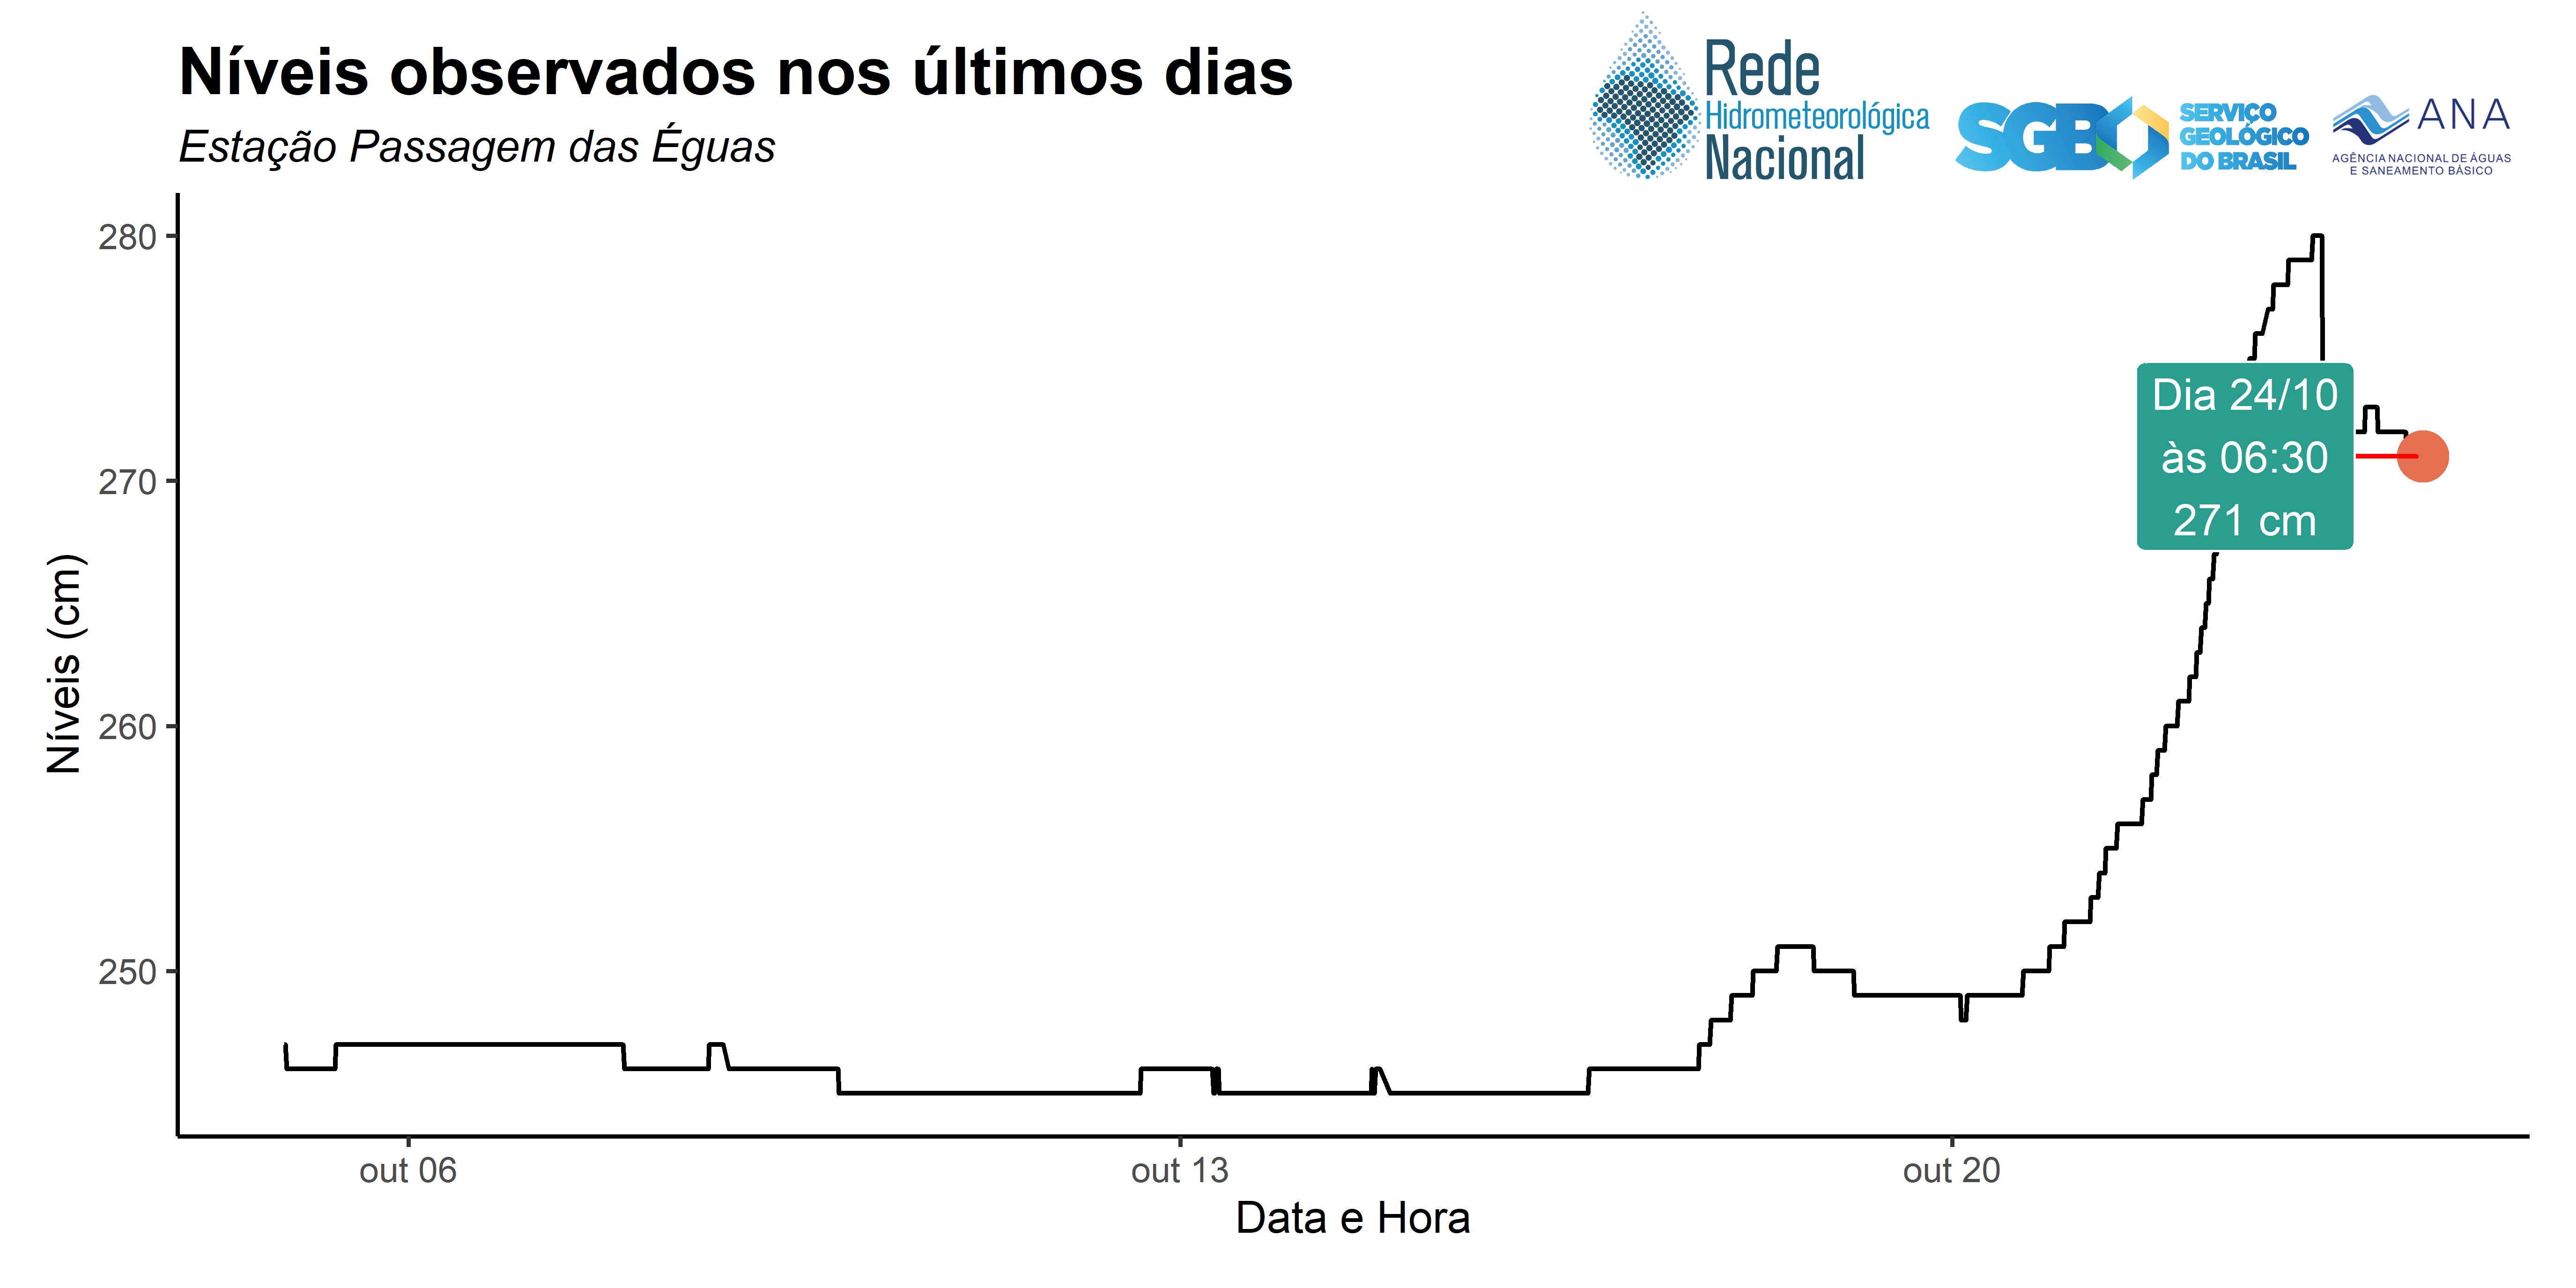 Níveis observados nos últimos dias
Estação Passagem das Éguas
Rede
Hidrometeorológica
Nacional
SGB
SERVIÇO
GEOLÓGICO
DO BRASIL
ANA
AGÊNCIA NACIONAL DE ÁGUAS
E SANEAMENTO BÁSICO
280
270
260
250
Níveis (cm)
Dia 24/10
às 06:30
271 cm
out 06
out 13
out 20
Data e Hora